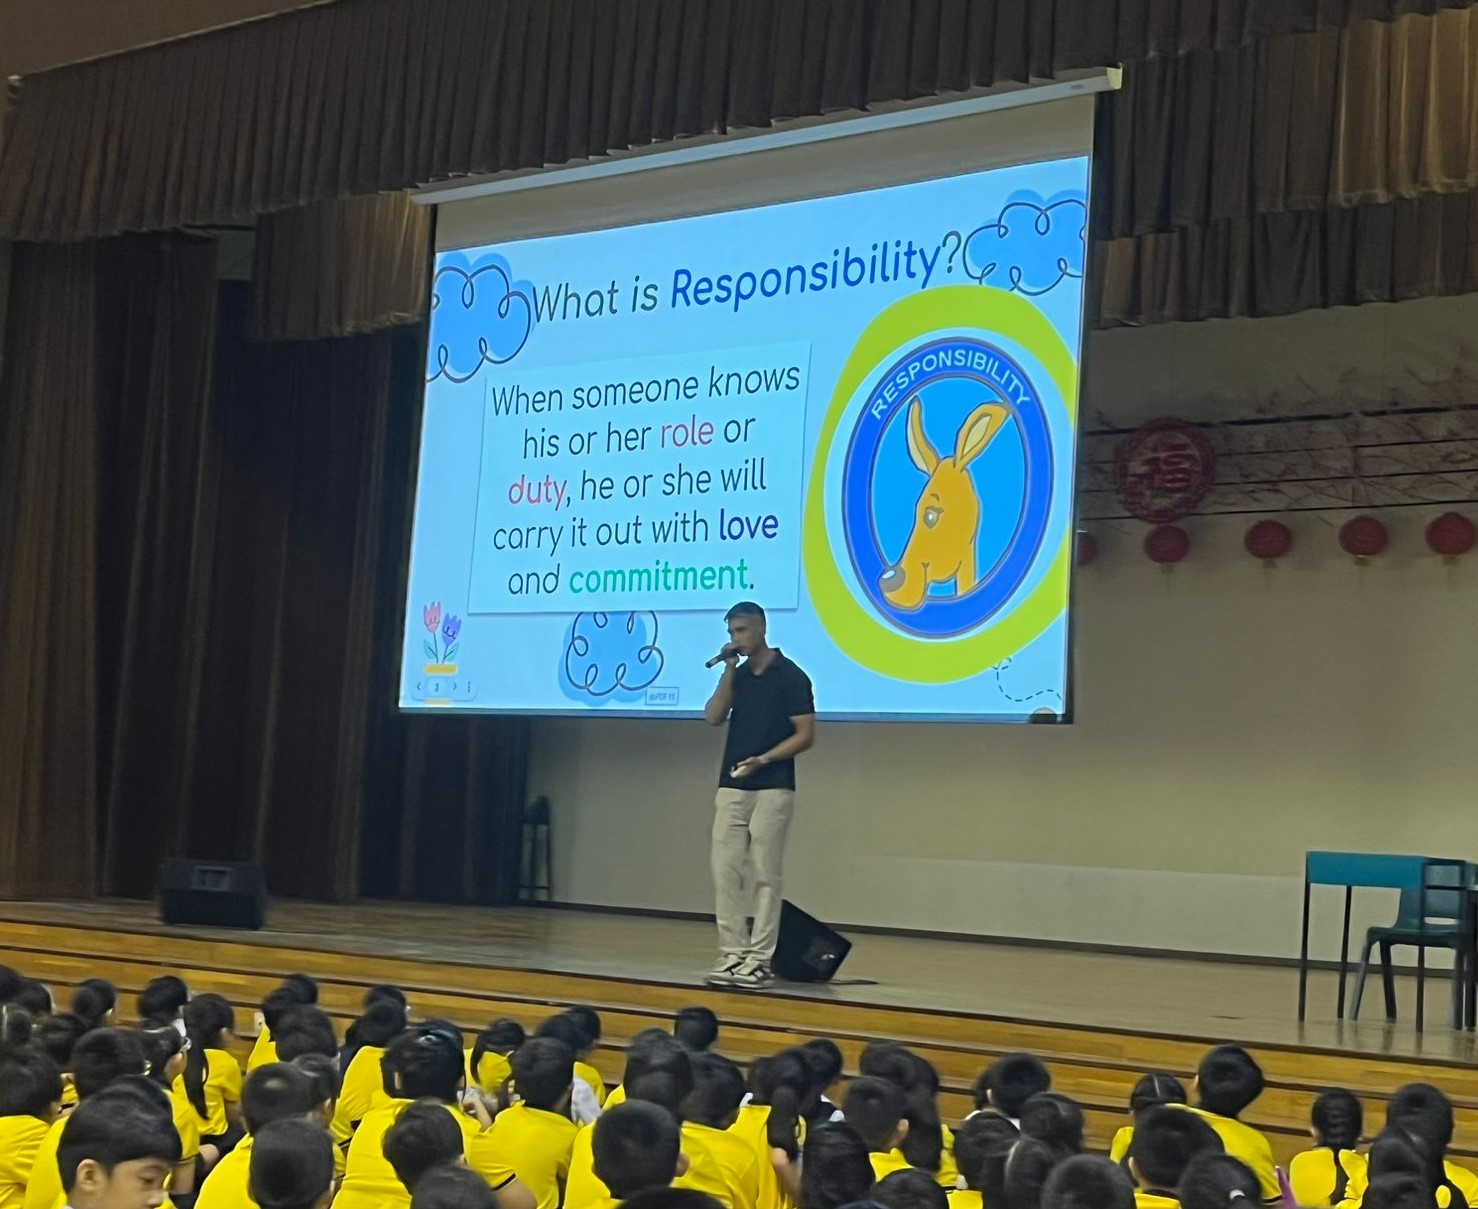 What is Responsibility?
When someone knows
his or her role or
duty, he or she will
carry it out with love
and commitment.
RESPONSIBILITY
3
福